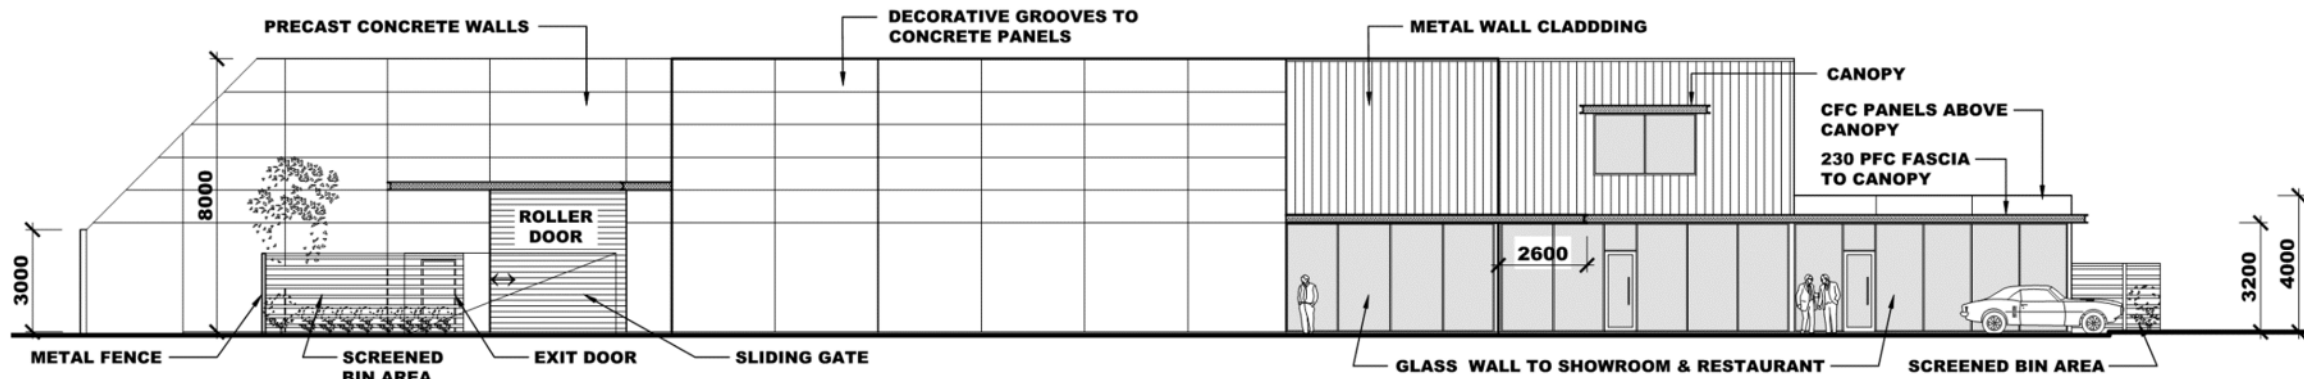 PRECAST CONCRETE WALLS
DECORATIVE GROOVES TO
CONCRETE PANELS
METAL WALL CLADDDING
CANOPY
CFC PANELS ABOVE
CANOPY
230 PFC FASCIA
TO CANOPY
8000
3000
ROLLER
DOOR
2600
3200
4000
METAL FENCE
SCREENED
BIN AREA
EXIT DOOR
SLIDING GATE
GLASS WALL TO SHOWROOM & RESTAURANT
SCREENED BIN AREA